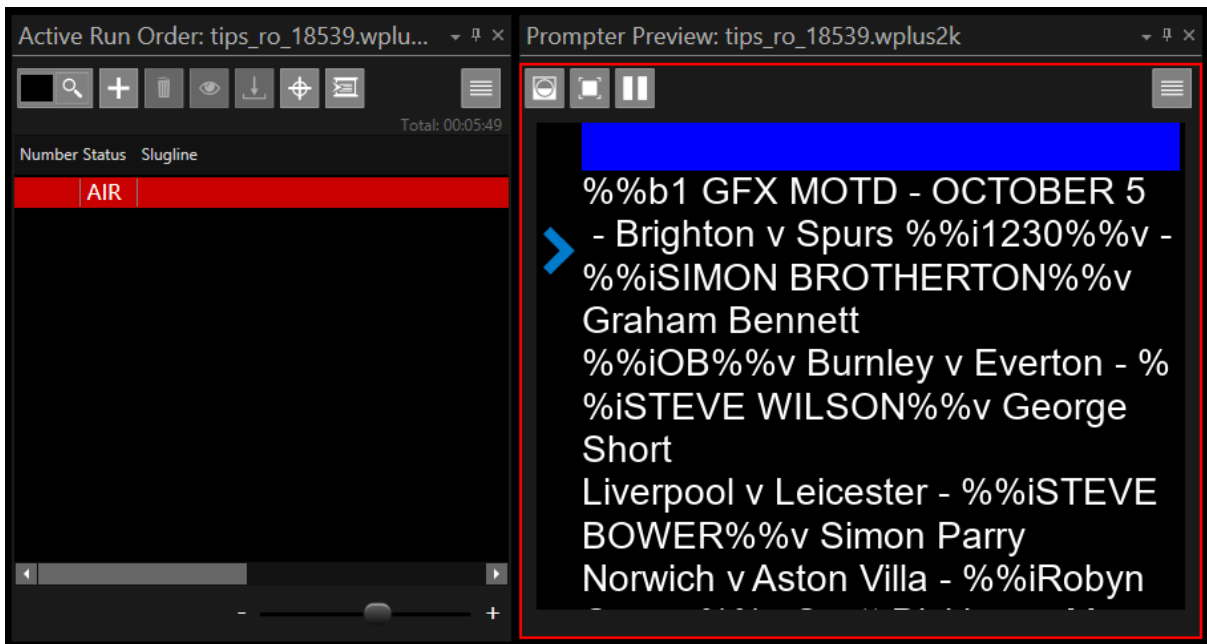 Active Run Order: tips_ro_18539.wplu...
Total: 00:05:49
Number Status Slugline
AIR
- +
Prompter Preview: tips_ro_18539.wplus2k
%%b1 GFX MOTD - OCTOBER 5
- Brighton v Spurs %%i1230%%v -
%%iSIMON BROTHERTON%%v
Graham Bennett
%%iOB%%v Burnley v Everton - %
%iSTEVE WILSON%%v George
Short
Liverpool v Leicester - %%iSTEVE
BOWER%%v Simon Parry
Norwich v Aston Villa - %%iRobyn